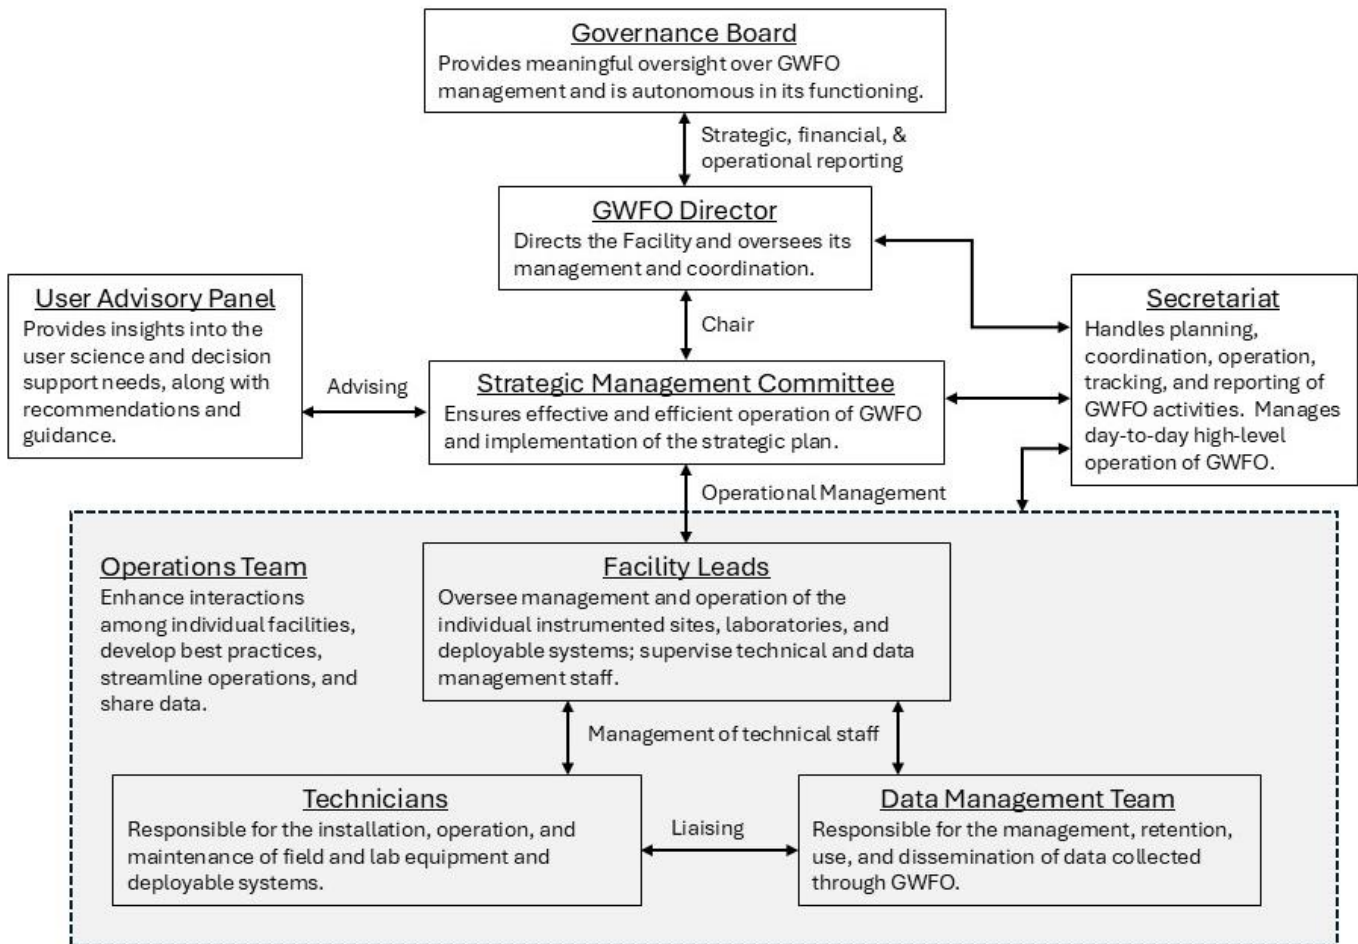 Governance Board
Provides meaningful oversight over GWFO
management and is autonomous in its functioning.
Strategic, financial, &
operational reporting
GWFO Director
Directs the Facility and oversees its
management and coordination.
User Advisory Panel
Provides insights into the
user science and decision
support needs, along with
recommendations and
guidance.
Advising
Chair
Strategic Management Committee
Ensures effective and efficient operation of GWFO
and implementation of the strategic plan.
Secretariat
Handles planning,
coordination, operation,
tracking, and reporting of
GWFO activities.  Manages
day-to-day high-level
operation of GWFO.
Operational Management
Operations Team
Enhance interactions
among individual facilities,
develop best practices,
streamline operations, and
share data.
Facility Leads
Oversee management and operation of the
individual instrumented sites, laboratories, and
deployable systems; supervise technical and data
management staff.
Management of technical staff
Technicians
Responsible for the installation, operation, and
maintenance of field and lab equipment and
deployable systems.
Liaising
Data Management Team
Responsible for the management, retention,
use, and dissemination of data collected
through GWFO.